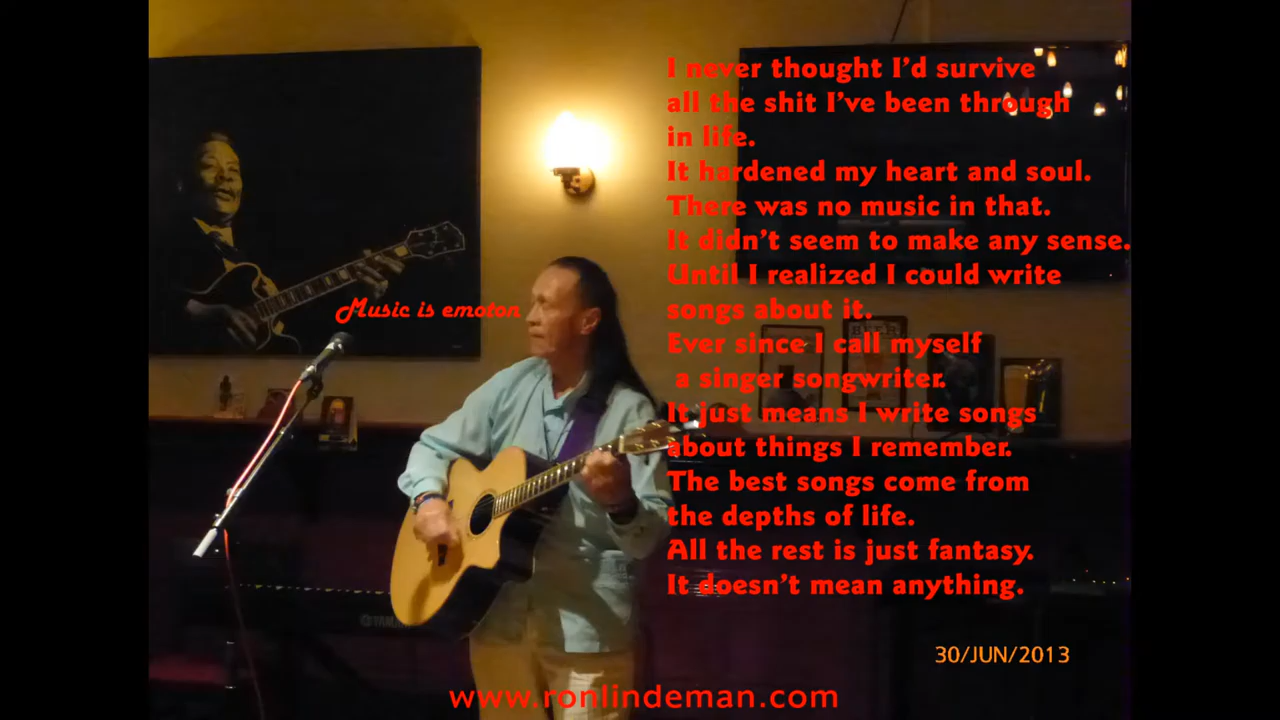 I never thought I'd survive
all the shit I've been through
in life.
It hardened my heart and soul.
There was no music in that.
It didn't seem to make any sense.
Until I realized I could write
songs about it.
Ever since I call myself
a singer songwriter.
It just means I write songs
about things I remember.
The best songs come from
the depths of life.
All the rest is just fantasy.
It doesn't mean anything.
Music is emoton
BEER
YAMA
30/JUN/2013
www.ronlindeman.com